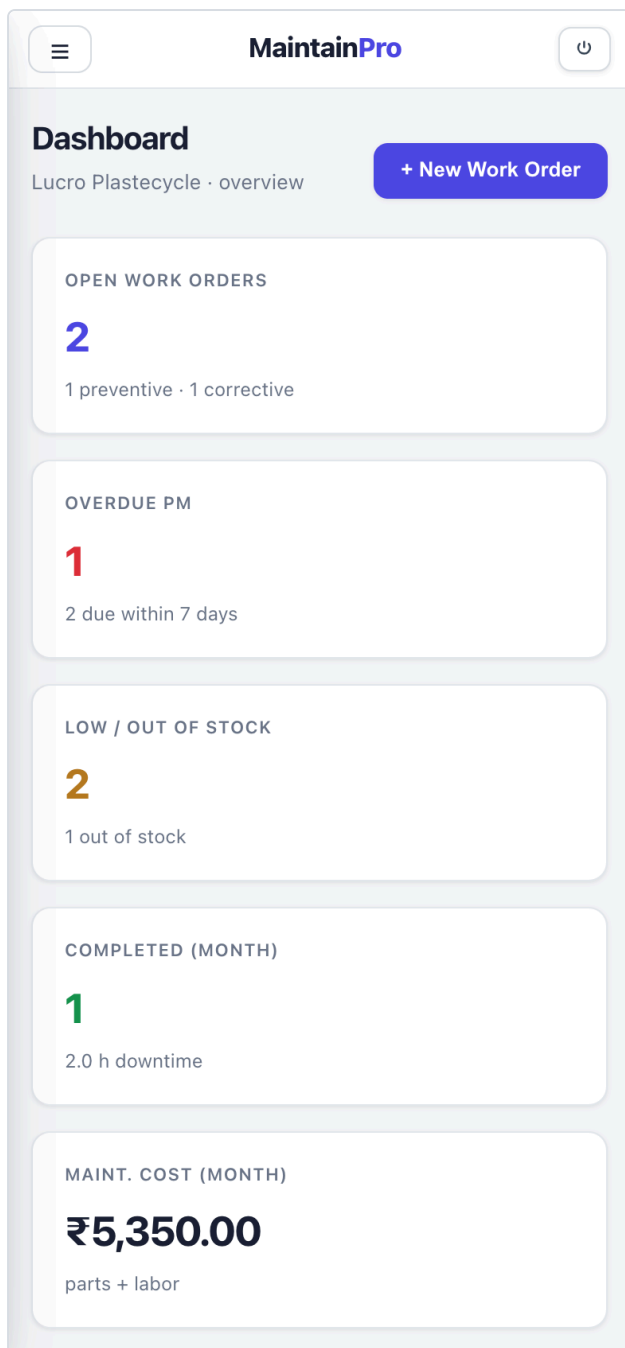 MaintainPro
Dashboard
Lucro Plastecycle · overview
+ New Work Order
OPEN WORK ORDERS
2
1 preventive · 1 corrective
OVERDUE PM
1
2 due within 7 days
LOW / OUT OF STOCK
2
1 out of stock
COMPLETED (MONTH)
1
2.0 h downtime
MAINT. COST (MONTH)
₹5,350.00
parts + labor